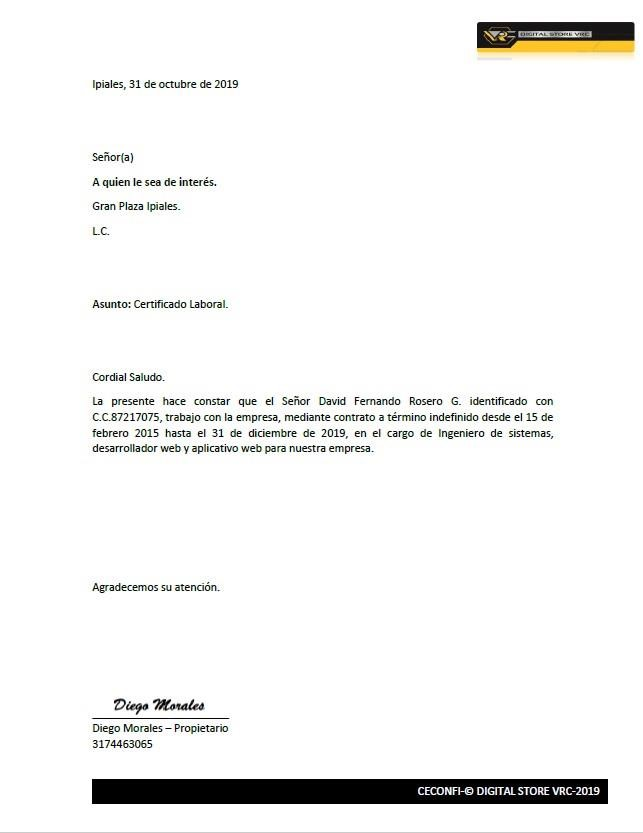 VRC DIGITAL STORE VRC
Ipiales, 31 de octubre de 2019
Señor(a)
A quien le sea de interés.
Gran Plaza Ipiales.
L.C.
Asunto: Certificado Laboral.
Cordial Saludo.
La presente hace constar que el Señor David Fernando Rosero G. identificado con
C.C.87217075, trabajo con la empresa, mediante contrato a término indefinido desde el 15 de
febrero 2015 hasta el 31 de diciembre de 2019, en el cargo de Ingeniero de sistemas,
desarrollador web y aplicativo web para nuestra empresa.
Agradecemos su atención.
Diego Morales
Diego Morales – Propietario
3174463065
CECONFI-© DIGITAL STORE VRC-2019